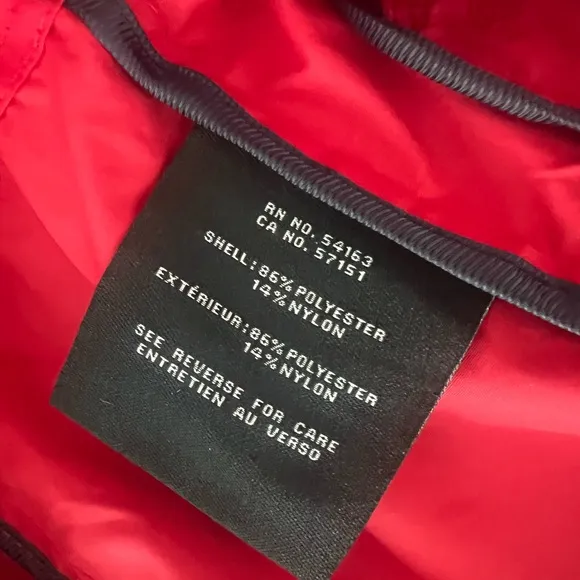 RN NO. 54163
CA NO. 57151
SHELL:86%POLYESTER
14%NYLON
EXTÉRIEUR:86%POLYESTER
14%NYLON
SEE REVERSE FOR CARE
ENTRETIEN AU VERSO